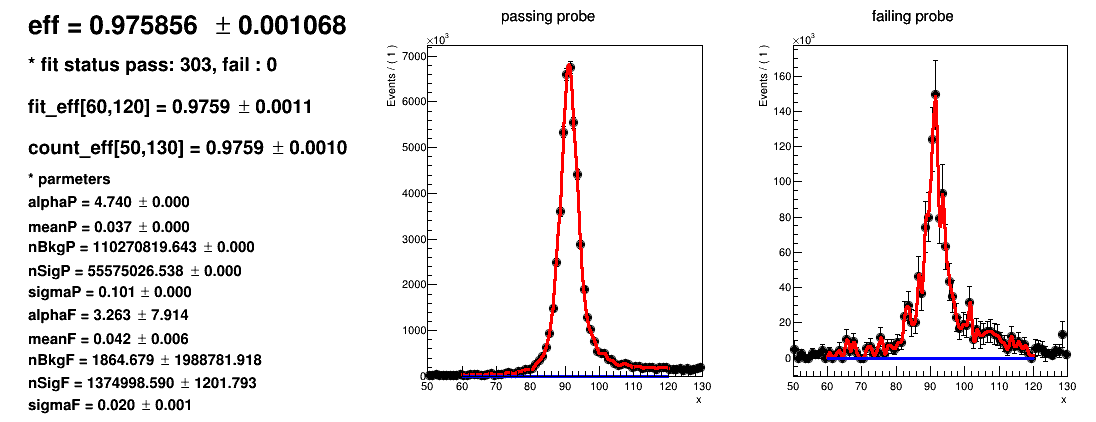 eff = 0.975856 ± 0.001068
* fit status pass: 303, fail : 0
fit_eff[60,120] = 0.9759 ± 0.0011
count_eff[50,130] = 0.9759 ± 0.0010
* parmeters
alphaP = 4.740 ± 0.000
meanP = 0.037 ± 0.000
nBkgP = 110270819.643 ± 0.000
nSigP = 55575026.538 ± 0.000
sigmaP = 0.101 ± 0.000
alphaF = 3.263 ± 7.914
meanF = 0.042 ± 0.006
nBkgF = 1864.679 ± 1988781.918
nSigF = 1374998.590 ± 1201.793
sigmaF = 0.020 ± 0.001
passing probe
×10³
Events / ( 1 )
7000
6000
5000
4000
3000
2000
1000
0
50 60 70 80 90 100 110 120 130
x
failing probe
×10³
Events / ( 1 )
160
140
120
100
80
60
40
20
0
50 60 70 80 90 100 110 120 130
x